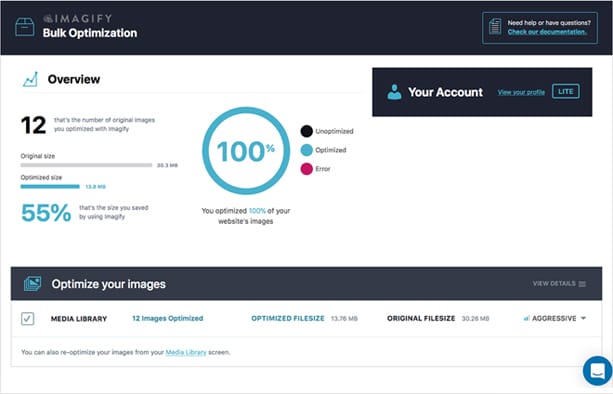 IMAGIFY
Bulk Optimization
Need help or have questions?
Check our documentation.
Overview
Your Account
View your profile
LITE
12
that's the number of original images
you optimized with Imagify
Original size
30.3 MB
Optimized size
13.8 MB
55%
that's the size you saved
by using Imagify
100%
Unoptimized
Optimized
Error
You optimized 100% of your
website's images
Optimize your images
VIEW DETAILS
MEDIA LIBRARY
12 Images Optimized
OPTIMIZED FILESIZE 13.76 MB
ORIGINAL FILESIZE 30.26 MB
AGGRESSIVE
You can also re-optimize your images from your Media Library screen.